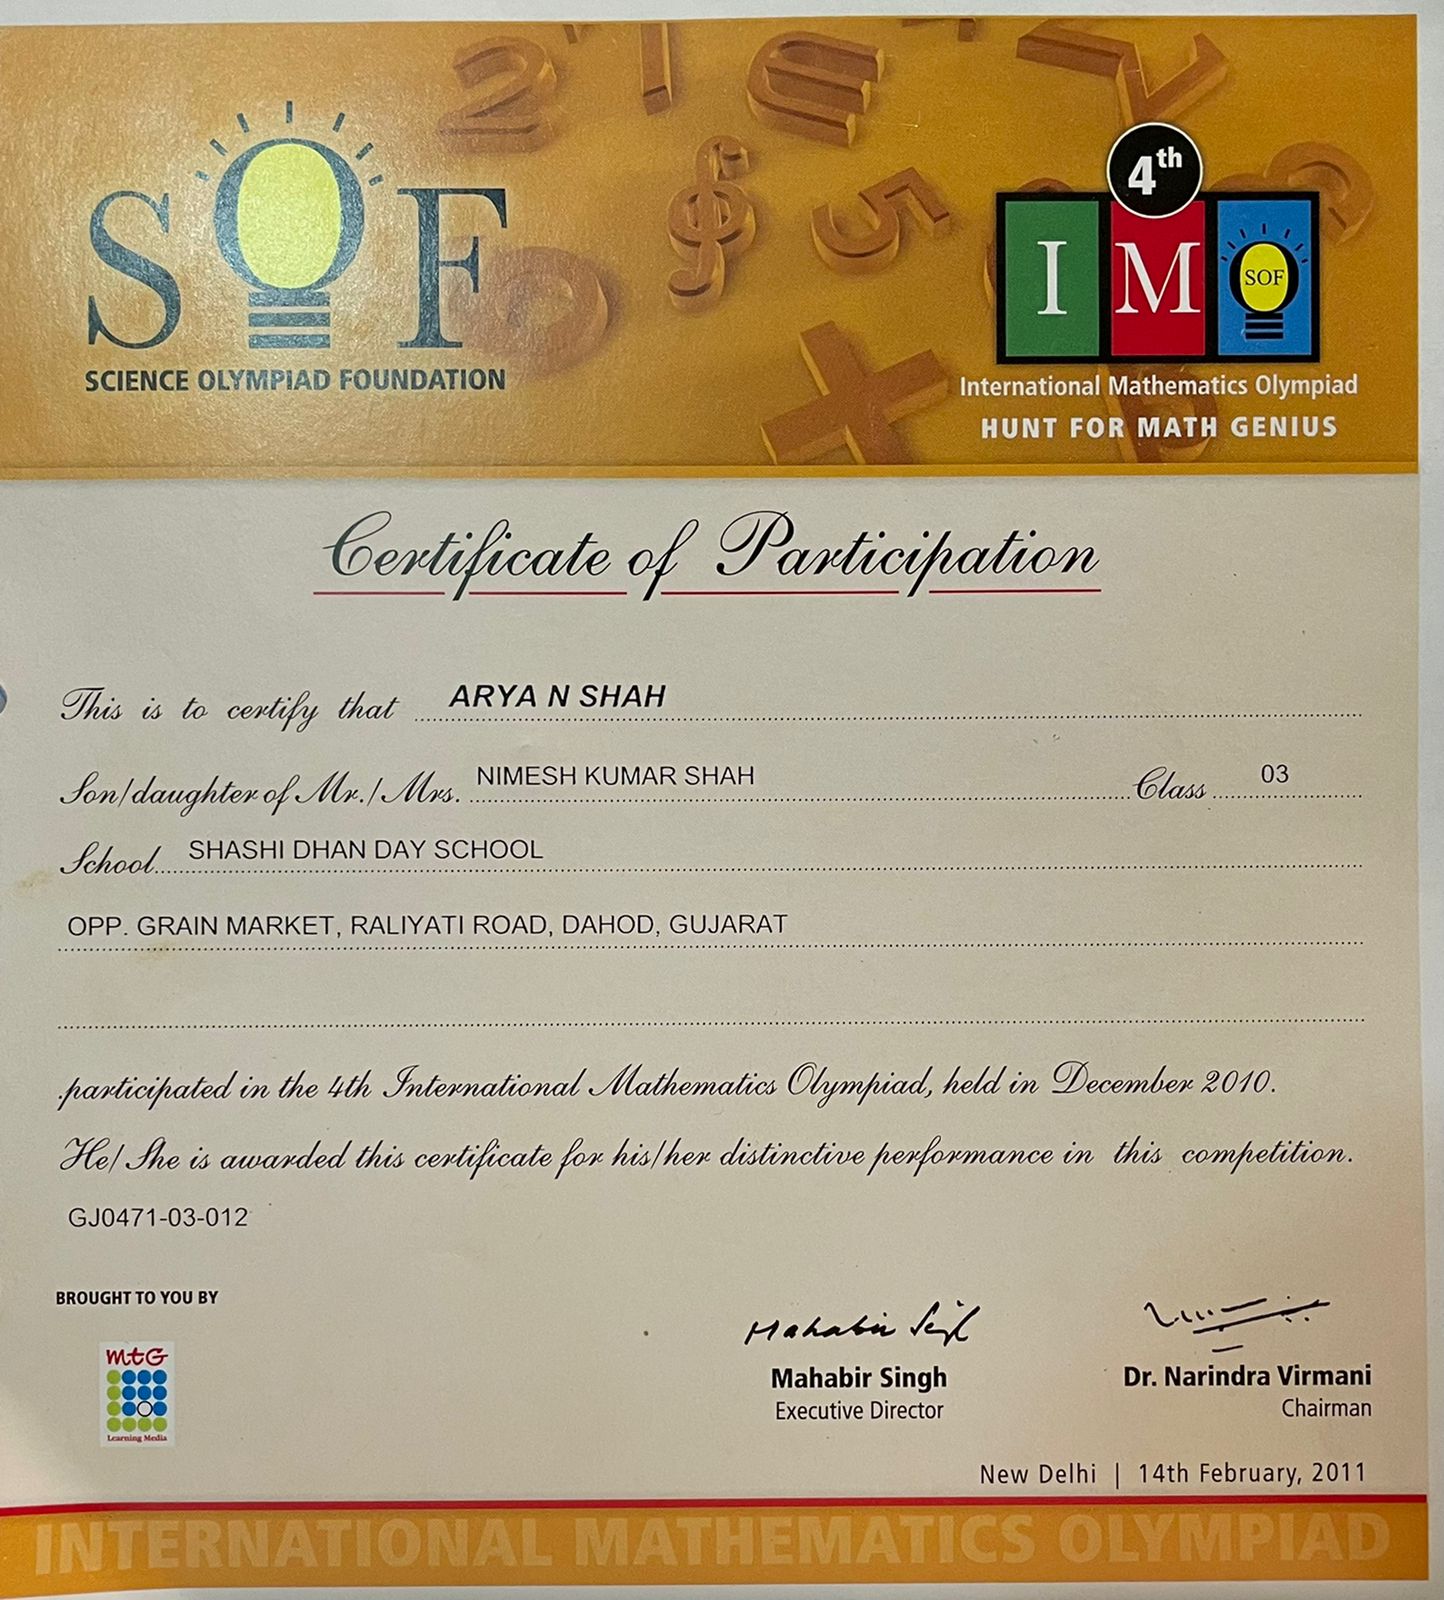 SOF
SCIENCE OLYMPIAD FOUNDATION
4th
IM
SOF
International Mathematics Olympiad
HUNT FOR MATH GENIUS
Certificate of Participation
This is to certify that ARYA N SHAH
Son/daughter of Mr./Mrs. NIMESH KUMAR SHAH Class 03
School SHASHI DHAN DAY SCHOOL
OPP. GRAIN MARKET, RALIYATI ROAD, DAHOD, GUJARAT
participated in the 4th International Mathematics Olympiad, held in December 2010.
He/She is awarded this certificate for his/her distinctive performance in this competition.
GJ0471-03-012
BROUGHT TO YOU BY
mtG
Learning Media
Mahabir Singh
Mahabir Singh
Executive Director
Dr. Narindra Virmani
Chairman
New Delhi | 14th February, 2011
INTERNATIONAL MATHEMATICS OLYMPIAD